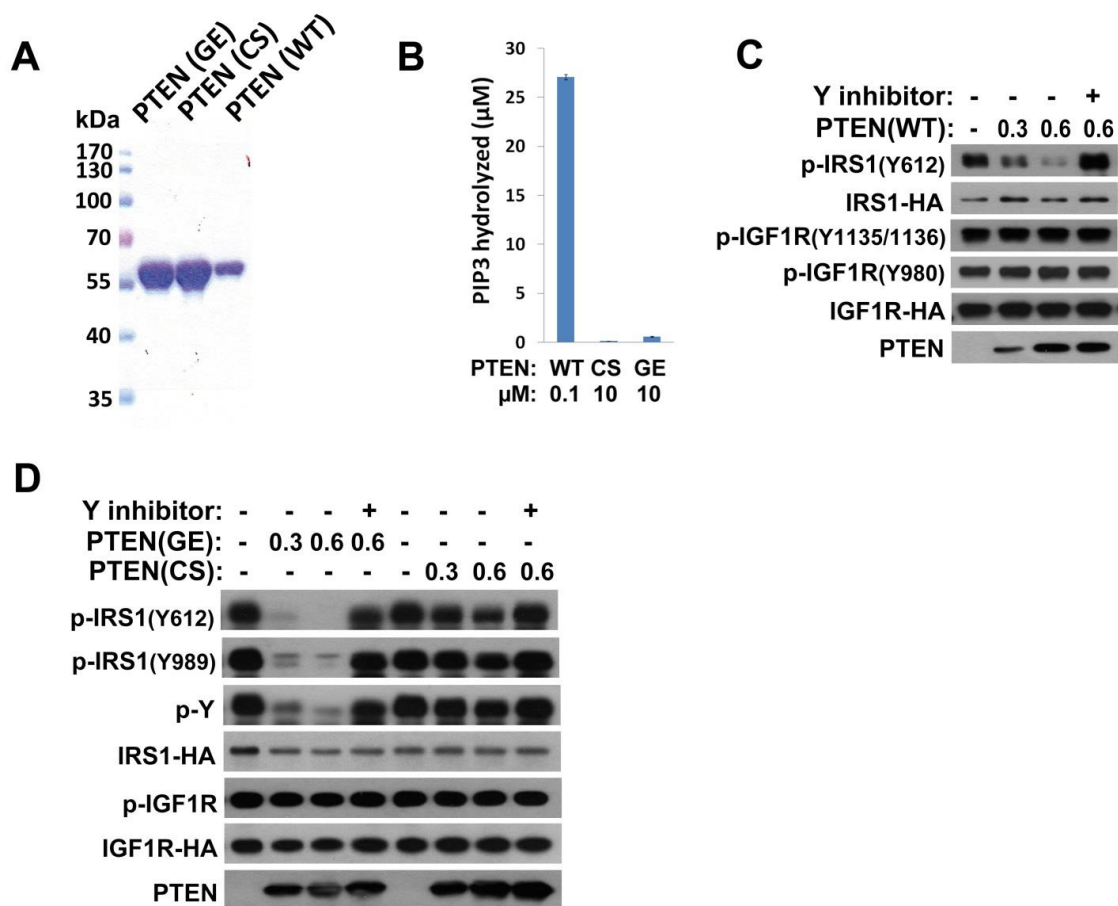 A
PTEN (GE)
PTEN (CS)
PTEN (WT)
kDa
170
130
100
70
55
40
35
B
PIP3 hydrolyzed (µM)
30
25
20
15
10
5
0
PTEN: WT CS GE
µM: 0.1 10 10
C
Y inhibitor: - - - +
PTEN(WT): - 0.3 0.6 0.6
p-IRS1(Y612)
IRS1-HA
p-IGF1R(Y1135/1136)
p-IGF1R(Y980)
IGF1R-HA
PTEN
D
Y inhibitor: - - - + - - - +
PTEN(GE): - 0.3 0.6 0.6 - - - -
PTEN(CS): - - - - - 0.3 0.6 0.6
p-IRS1(Y612)
p-IRS1(Y989)
p-Y
IRS1-HA
p-IGF1R
IGF1R-HA
PTEN